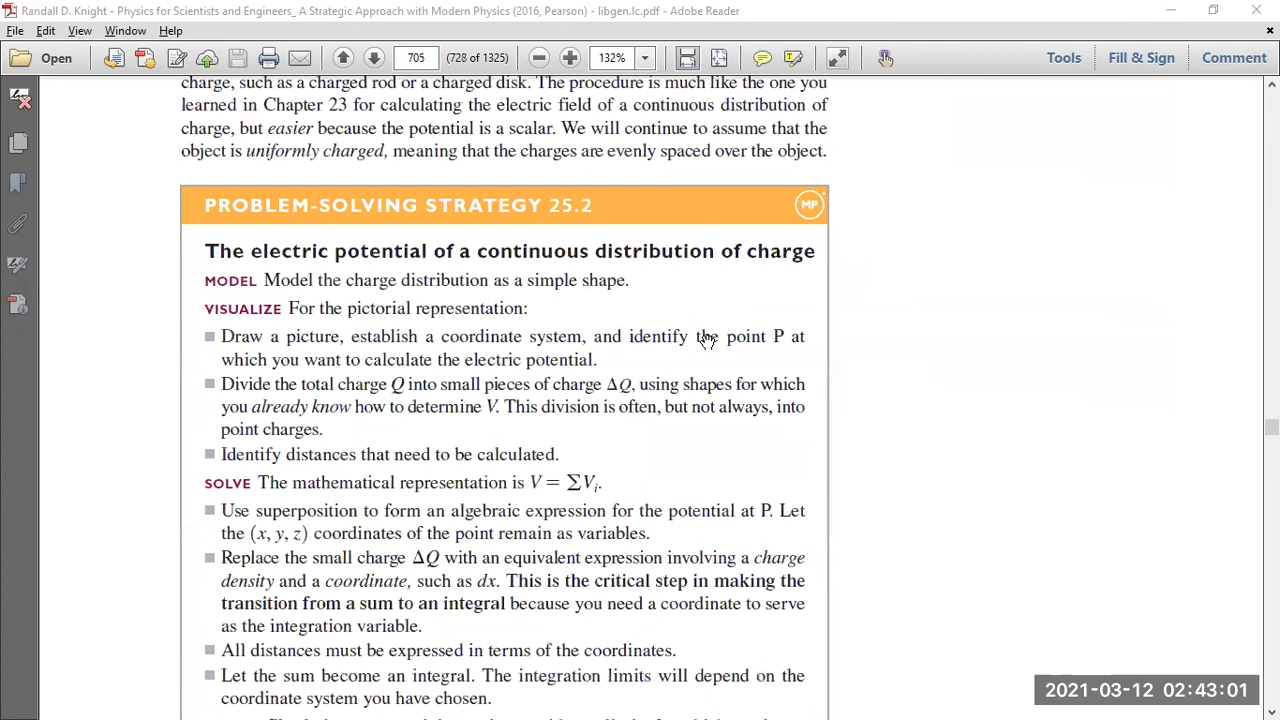 Randall D. Knight - Physics for Scientists and Engineers_ A Strategic Approach with Modern Physics (2016, Pearson) - libgen.lc.pdf - Adobe Reader
File Edit View Window Help
Open 705 (728 of 1325) 132% Tools Fill & Sign Comment
charge, such as a charged rod or a charged disk. The procedure is much like the one you
learned in Chapter 23 for calculating the electric field of a continuous distribution of
charge, but easier because the potential is a scalar. We will continue to assume that the
object is uniformly charged, meaning that the charges are evenly spaced over the object.
PROBLEM-SOLVING STRATEGY 25.2 MP
The electric potential of a continuous distribution of charge
MODEL Model the charge distribution as a simple shape.
VISUALIZE For the pictorial representation:
■ Draw a picture, establish a coordinate system, and identify the point P at
which you want to calculate the electric potential.
■ Divide the total charge Q into small pieces of charge ΔQ, using shapes for which
you already know how to determine V. This division is often, but not always, into
point charges.
■ Identify distances that need to be calculated.
SOLVE The mathematical representation is V = ΣVᵢ.
■ Use superposition to form an algebraic expression for the potential at P. Let
the (x, y, z) coordinates of the point remain as variables.
■ Replace the small charge ΔQ with an equivalent expression involving a charge
density and a coordinate, such as dx. This is the critical step in making the
transition from a sum to an integral because you need a coordinate to serve
as the integration variable.
■ All distances must be expressed in terms of the coordinates.
■ Let the sum become an integral. The integration limits will depend on the
coordinate system you have chosen.
2021-03-12 02:43:01